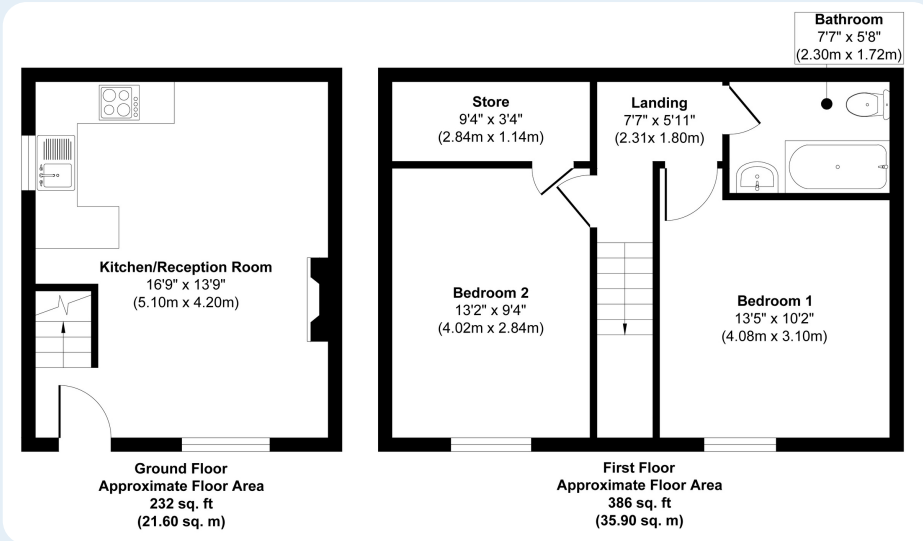 Bathroom
7'7" x 5'8"
(2.30m x 1.72m)
Store
9'4" x 3'4"
(2.84m x 1.14m)
Landing
7'7" x 5'11"
(2.31x 1.80m)
Kitchen/Reception Room
16'9" x 13'9"
(5.10m x 4.20m)
Bedroom 2
13'2" x 9'4"
(4.02m x 2.84m)
Bedroom 1
13'5" x 10'2"
(4.08m x 3.10m)
Ground Floor
Approximate Floor Area
232 sq. ft
(21.60 sq. m)
First Floor
Approximate Floor Area
386 sq. ft
(35.90 sq. m)